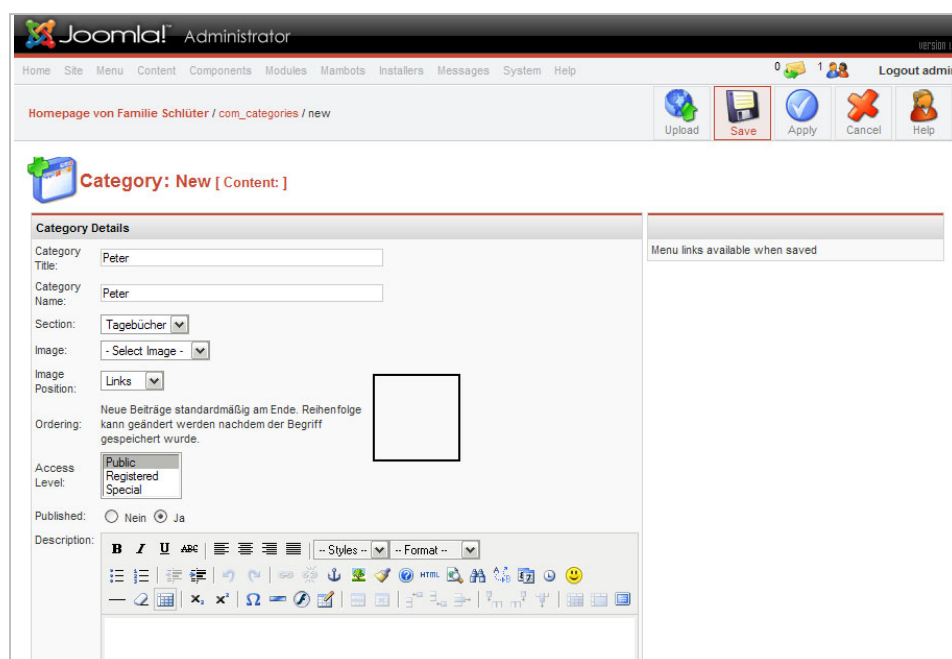 Joomla!™ Administrator
version 1.
Home Site Menu Content Components Modules Mambots Installers Messages System Help 0 1 Logout admi
Homepage von Familie Schlüter / com_categories / new
Upload Save Apply Cancel Help
Category: New [ Content: ]
Category Details
Category Title: Peter
Category Name: Peter
Section: Tagebücher
Image: - Select Image -
Image Position: Links
Ordering: Neue Beiträge standardmäßig am Ende. Reihenfolge
kann geändert werden nachdem der Begriff
gespeichert wurde.
Access Level: Public
Registered
Special
Published: Nein Ja
Description:
B I U ABC -- Styles -- -- Format --
HTML
Menu links available when saved